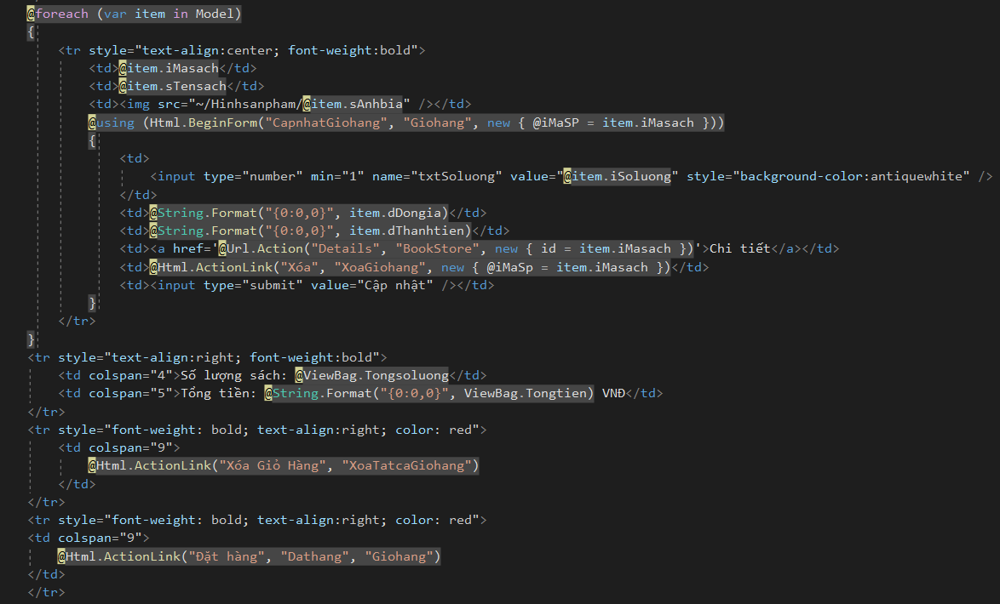 @foreach (var item in Model)
{
<tr style="text-align:center; font-weight:bold">
<td>@item.iMasach</td>
<td>@item.sTensach</td>
<td><img src="~/Hinhsanpham/@item.sAnhbia" /></td>
@using (Html.BeginForm("CapnhatGiohang", "Giohang", new { @iMaSP = item.iMasach }))
{
<td>
<input type="number" min="1" name="txtSoluong" value="@item.iSoluong" style="background-color:antiquewhite" />
</td>
<td>@String.Format("{0:0,0}", item.dDongia)</td>
<td>@String.Format("{0:0,0}", item.dThanhtien)</td>
<td><a href='@Url.Action("Details", "BookStore", new { id = item.iMasach })'>Chi tiết</a></td>
<td>@Html.ActionLink("Xóa", "XoaGiohang", new { @iMaSp = item.iMasach })</td>
<td><input type="submit" value="Cập nhật" /></td>
}
</tr>
}
<tr style="text-align:right; font-weight:bold">
<td colspan="4">Số lượng sách: @ViewBag.Tongsoluong</td>
<td colspan="5">Tổng tiền: @String.Format("{0:0,0}", ViewBag.Tongtien) VNĐ</td>
</tr>
<tr style="font-weight: bold; text-align:right; color: red">
<td colspan="9">
@Html.ActionLink("Xóa Giỏ Hàng", "XoaTatcaGiohang")
</td>
</tr>
<tr style="font-weight: bold; text-align:right; color: red">
<td colspan="9">
@Html.ActionLink("Đặt hàng", "Dathang", "Giohang")
</td>
</tr>